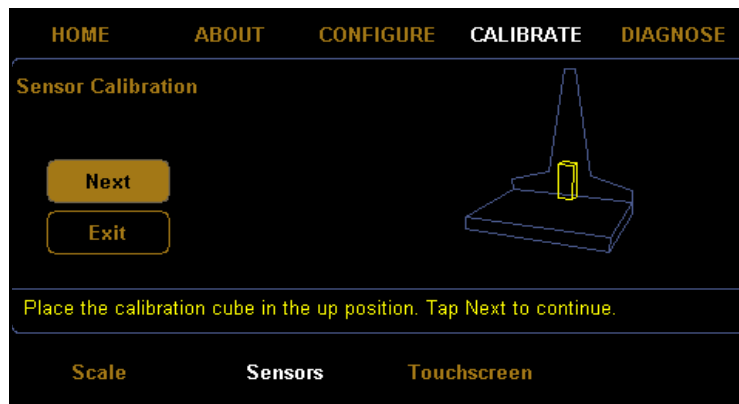 HOME ABOUT CONFIGURE CALIBRATE DIAGNOSE
Sensor Calibration
Next
Exit
Place the calibration cube in the up position. Tap Next to continue.
Scale Sensors Touchscreen